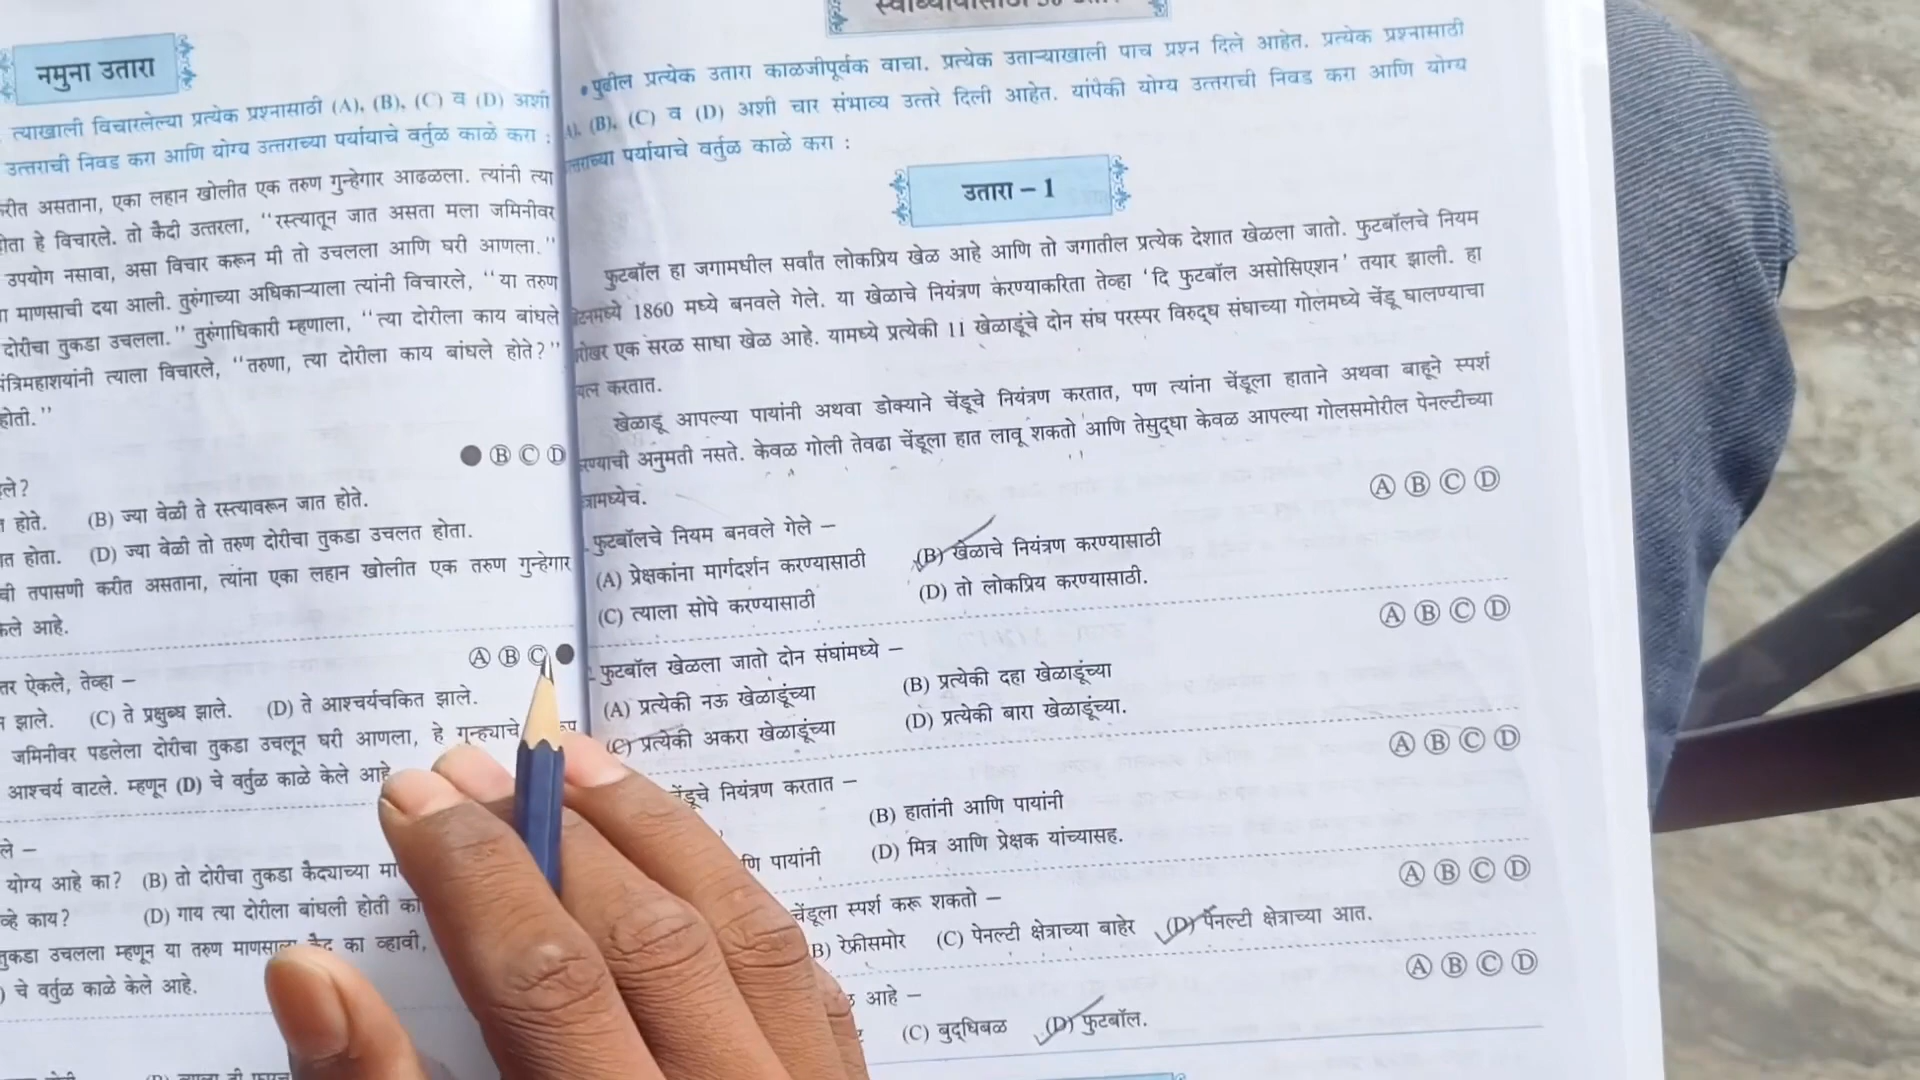 नमुना उतारा
त्याखाली विचारलेल्या प्रत्येक प्रश्नासाठी (A), (B), (C) व (D) अशी
उत्तराची निवड करा आणि योग्य उत्तराच्या पर्यायाचे वर्तुळ काळे करा :
असताना, एका लहान खोलीत एक तरुण गुन्हेगार आढळला. त्यांनी त्या
हे विचारले. तो कैदी उत्तरला, “रस्त्यातून जात असता मला जमिनीवर
उपयोग नसावा, असा विचार करून मी तो उचलला आणि घरी आणला.”
माणसाची दया आली. तुरुंगाच्या अधिकाऱ्याला त्यांनी विचारले, “या तरुण
दोरीचा तुकडा उचलला.” तुरुंगाधिकारी म्हणाला, “त्या दोरीला काय बांधले
त्याला विचारले, “तरुणा, त्या दोरीला काय बांधले होते?”
होती.”
B C D
होते. (B) ज्या वेळी ते रस्त्यावरून जात होते.
होता. (D) ज्या वेळी तो तरुण दोरीचा तुकडा उचलत होता.
तपासणी करीत असताना, त्यांना एका लहान खोलीत एक तरुण गुन्हेगार
आहे.
A B C
ऐकले, तेव्हा –
झाले. (C) ते प्रक्षुब्ध झाले. (D) ते आश्चर्यचकित झाले.
जमिनीवर पडलेला दोरीचा तुकडा उचलून घरी आणला, हे गुन्ह्याचे
आश्चर्य वाटले. म्हणून (D) चे वर्तुळ काळे केले आहे
योग्य आहे का? (B) तो दोरीचा तुकडा कैद्याच्या
काय? (D) गाय त्या दोरीला बांधली होती
उचलला म्हणून या तरुण माणसाला कैद का व्हावी,
चे वर्तुळ काळे केले आहे.
• पुढील प्रत्येक उतारा काळजीपूर्वक वाचा. प्रत्येक उताऱ्याखाली पाच प्रश्न दिले आहेत. प्रत्येक प्रश्नासाठी
(B), (C) व (D) अशी चार संभाव्य उत्तरे दिली आहेत. यांपैकी योग्य उत्तराची निवड करा आणि योग्य
पर्यायाचे वर्तुळ काळे करा :
उतारा – 1
फुटबॉल हा जगामधील सर्वांत लोकप्रिय खेळ आहे आणि तो जगातील प्रत्येक देशात खेळला जातो. फुटबॉलचे नियम
1860 मध्ये बनवले गेले. या खेळाचे नियंत्रण करण्याकरिता तेव्हा ‘दि फुटबॉल असोसिएशन’ तयार झाली. हा
एक सरळ साधा खेळ आहे. यामध्ये प्रत्येकी 11 खेळाडूंचे दोन संघ परस्पर विरुद्ध संघाच्या गोलमध्ये चेंडू घालण्याचा
करतात.
खेळाडू आपल्या पायांनी अथवा डोक्याने चेंडूचे नियंत्रण करतात, पण त्यांना चेंडूला हाताने अथवा बाहूने स्पर्श
अनुमती नसते. केवळ गोली तेवढा चेंडूला हात लावू शकतो आणि तेसुद्धा केवळ आपल्या गोलसमोरील पेनल्टीच्या
A B C D
फुटबॉलचे नियम बनवले गेले –
(A) प्रेक्षकांना मार्गदर्शन करण्यासाठी (B) खेळाचे नियंत्रण करण्यासाठी
(C) त्याला सोपे करण्यासाठी (D) तो लोकप्रिय करण्यासाठी.
A B C D
फुटबॉल खेळला जातो दोन संघांमध्ये –
(A) प्रत्येकी नऊ खेळाडूंच्या (B) प्रत्येकी दहा खेळाडूंच्या
(C) प्रत्येकी अकरा खेळाडूंच्या (D) प्रत्येकी बारा खेळाडूंच्या.
A B C D
नियंत्रण करतात –
(B) हातांनी आणि पायांनी
पायांनी (D) मित्र आणि प्रेक्षक यांच्यासह.
A B C D
चेंडूला स्पर्श करू शकतो –
(B) रेफ्रीसमोर (C) पेनल्टी क्षेत्राच्या बाहेर (D) पेनल्टी क्षेत्राच्या आत.
A B C D
आहे –
(C) बुद्धिबळ (D) फुटबॉल.